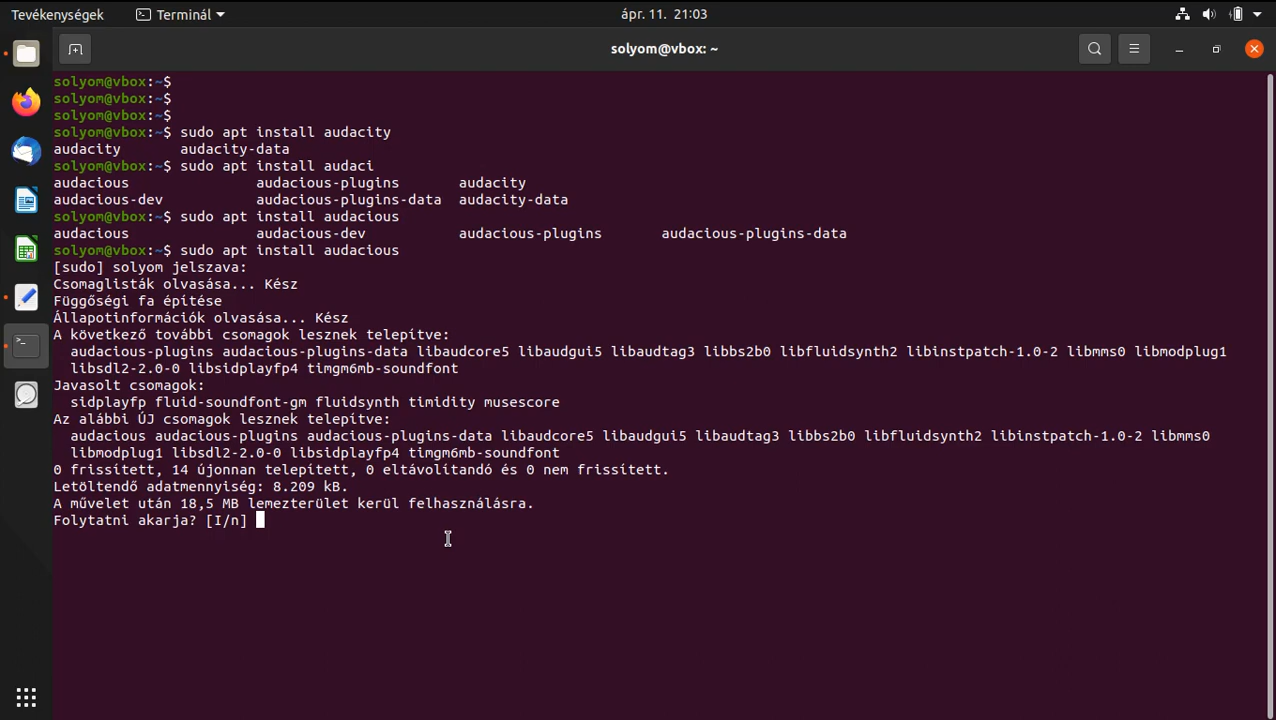 Tevékenységek Terminál ápr. 11. 21:03
solyom@vbox: ~
solyom@vbox:~$
solyom@vbox:~$
solyom@vbox:~$
solyom@vbox:~$ sudo apt install audacity
audacity audacity-data
solyom@vbox:~$ sudo apt install audaci
audacious audacious-plugins audacity
audacious-dev audacious-plugins-data audacity-data
solyom@vbox:~$ sudo apt install audacious
audacious audacious-dev audacious-plugins audacious-plugins-data
solyom@vbox:~$ sudo apt install audacious
[sudo] solyom jelszava:
Csomaglisták olvasása... Kész
Függőségi fa építése
Állapotinformációk olvasása... Kész
A következő további csomagok lesznek telepítve:
audacious-plugins audacious-plugins-data libaudcore5 libaudgui5 libaudtag3 libbs2b0 libfluidsynth2 libinstpatch-1.0-2 libmms0 libmodplug1
libsdl2-2.0-0 libsidplayfp4 timgm6mb-soundfont
Javasolt csomagok:
sidplayfp fluid-soundfont-gm fluidsynth timidity musescore
Az alábbi ÚJ csomagok lesznek telepítve:
audacious audacious-plugins audacious-plugins-data libaudcore5 libaudgui5 libaudtag3 libbs2b0 libfluidsynth2 libinstpatch-1.0-2 libmms0
libmodplug1 libsdl2-2.0-0 libsidplayfp4 timgm6mb-soundfont
0 frissített, 14 újonnan telepített, 0 eltávolítandó és 0 nem frissített.
Letöltendő adatmennyiség: 8.209 kB.
A művelet után 18,5 MB lemezterület kerül felhasználásra.
Folytatni akarja? [I/n]